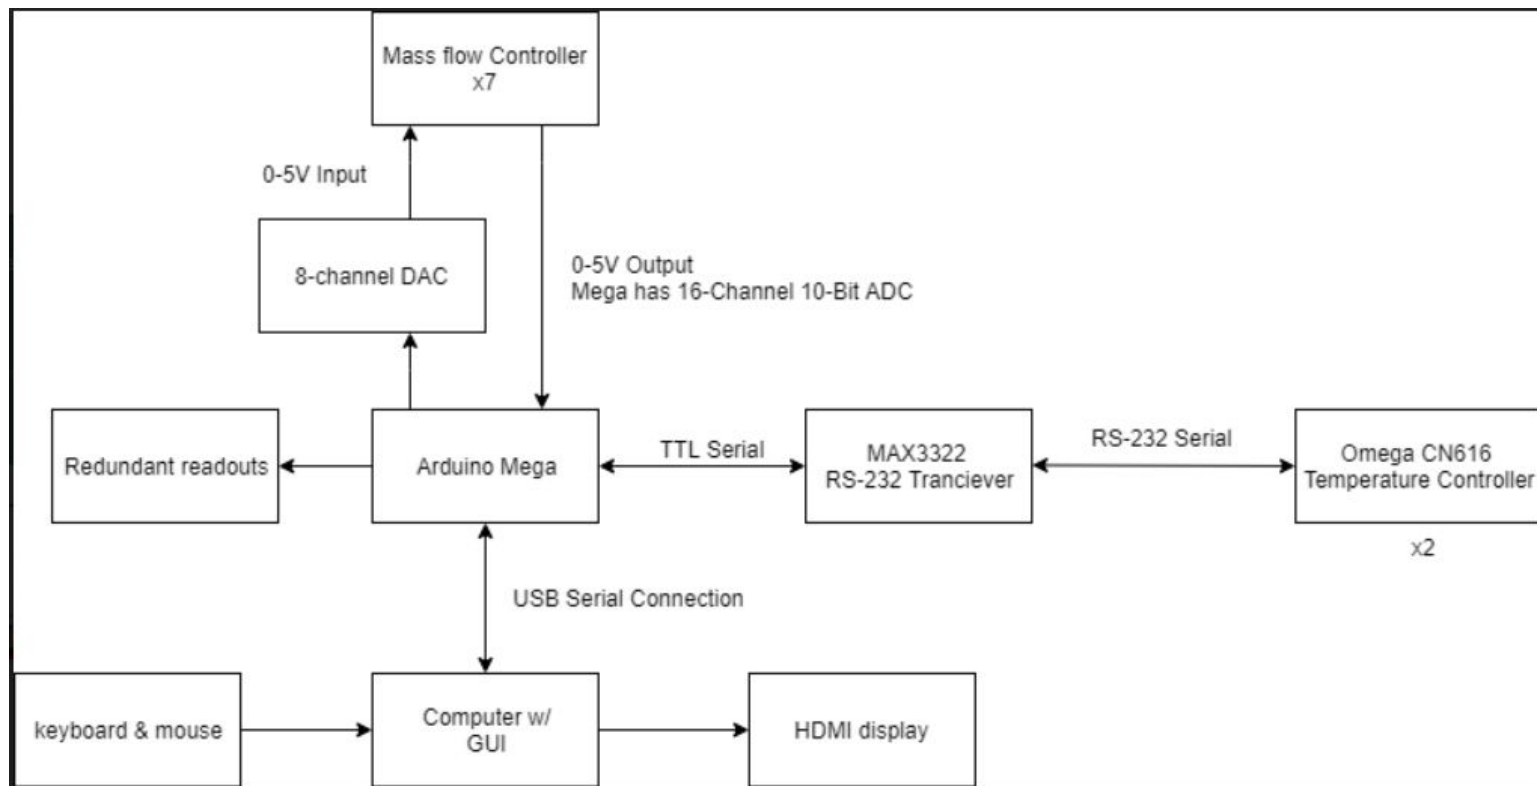 Mass flow Controller
x7
0-5V Input
8-channel DAC
0-5V Output
Mega has 16-Channel 10-Bit ADC
Redundant readouts
Arduino Mega
TTL Serial
MAX3322
RS-232 Tranciever
RS-232 Serial
Omega CN616
Temperature Controller
x2
USB Serial Connection
keyboard & mouse
Computer w/
GUI
HDMI display